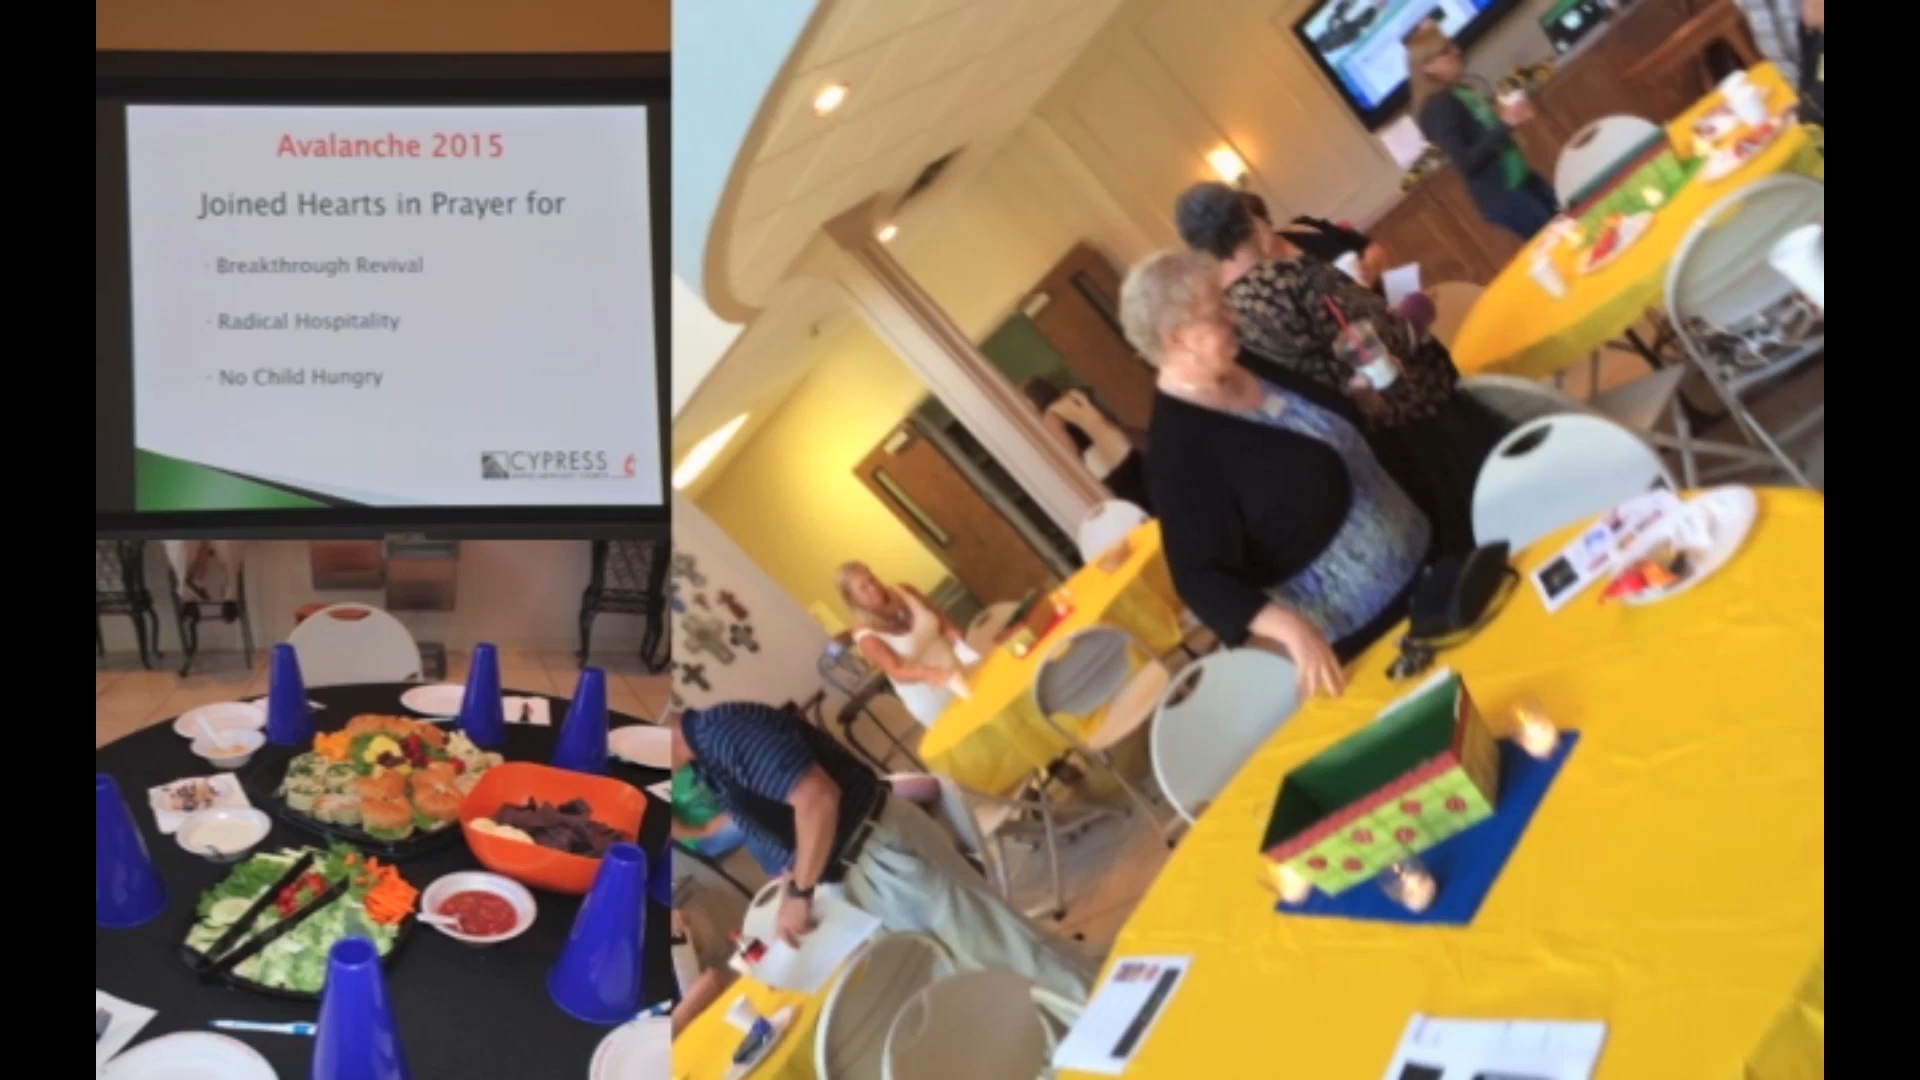 Avalanche 2015
Joined Hearts in Prayer for
· Breakthrough Revival
· Radical Hospitality
· No Child Hungry
CYPRESS